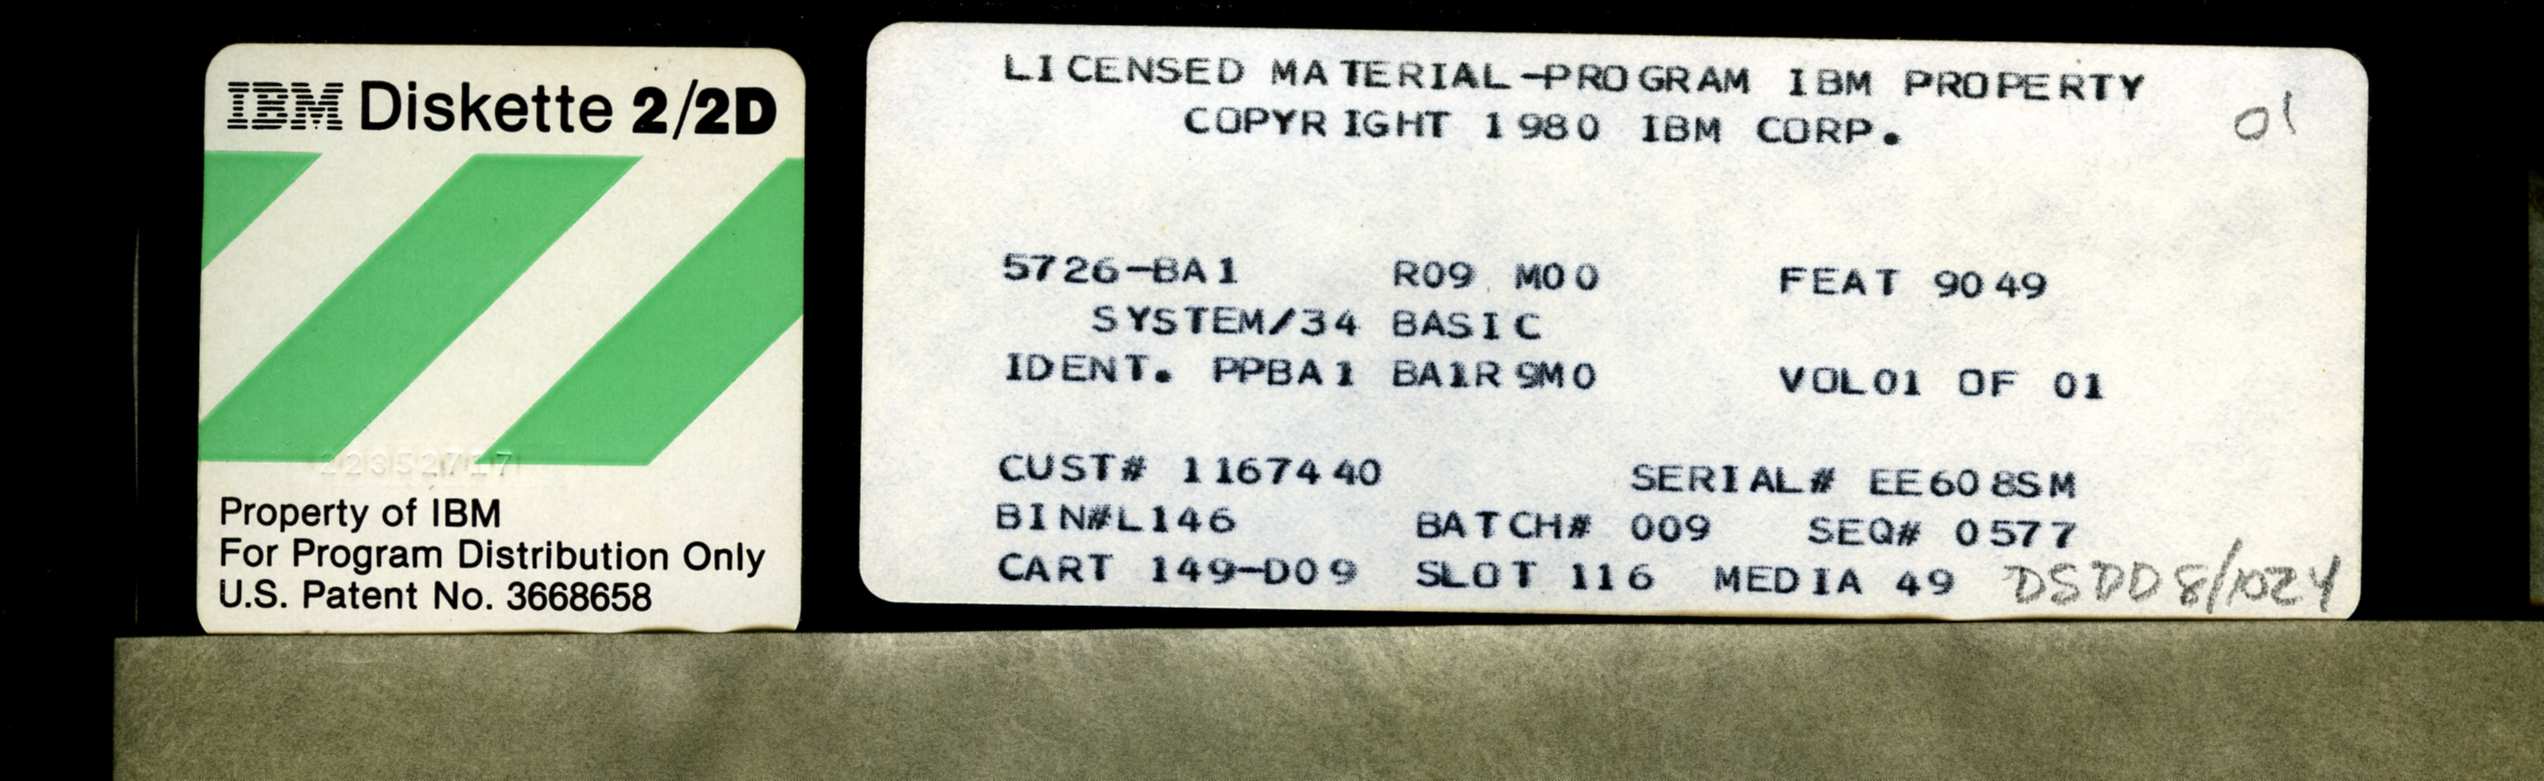 IBM Diskette 2/2D
22352717
Property of IBM
For Program Distribution Only
U.S. Patent No. 3668658
LICENSED MATERIAL-PROGRAM IBM PROPERTY
COPYRIGHT 1980 IBM CORP.
01
5726-BA1 R09 M00 FEAT 9049
SYSTEM/34 BASIC
IDENT. PPBA1 BA1R9M0 VOL01 OF 01
CUST# 1167440 SERIAL# EE608SM
BIN#L146 BATCH# 009 SEQ# 0577
CART 149-D09 SLOT 116 MEDIA 49 DSDD 8/1024